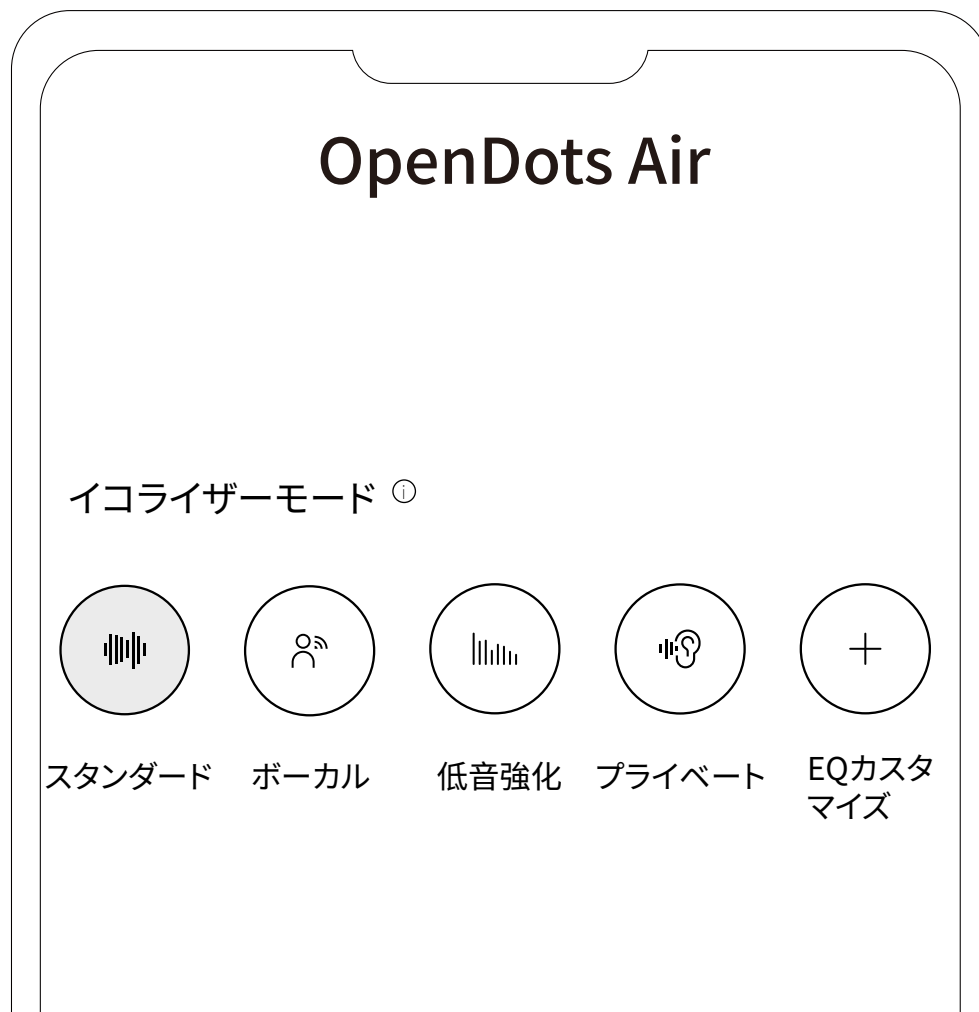 OpenDots Air
イコライザーモード
スタンダード
ボーカル
低音強化
プライベート
EQカスタ
マイズ